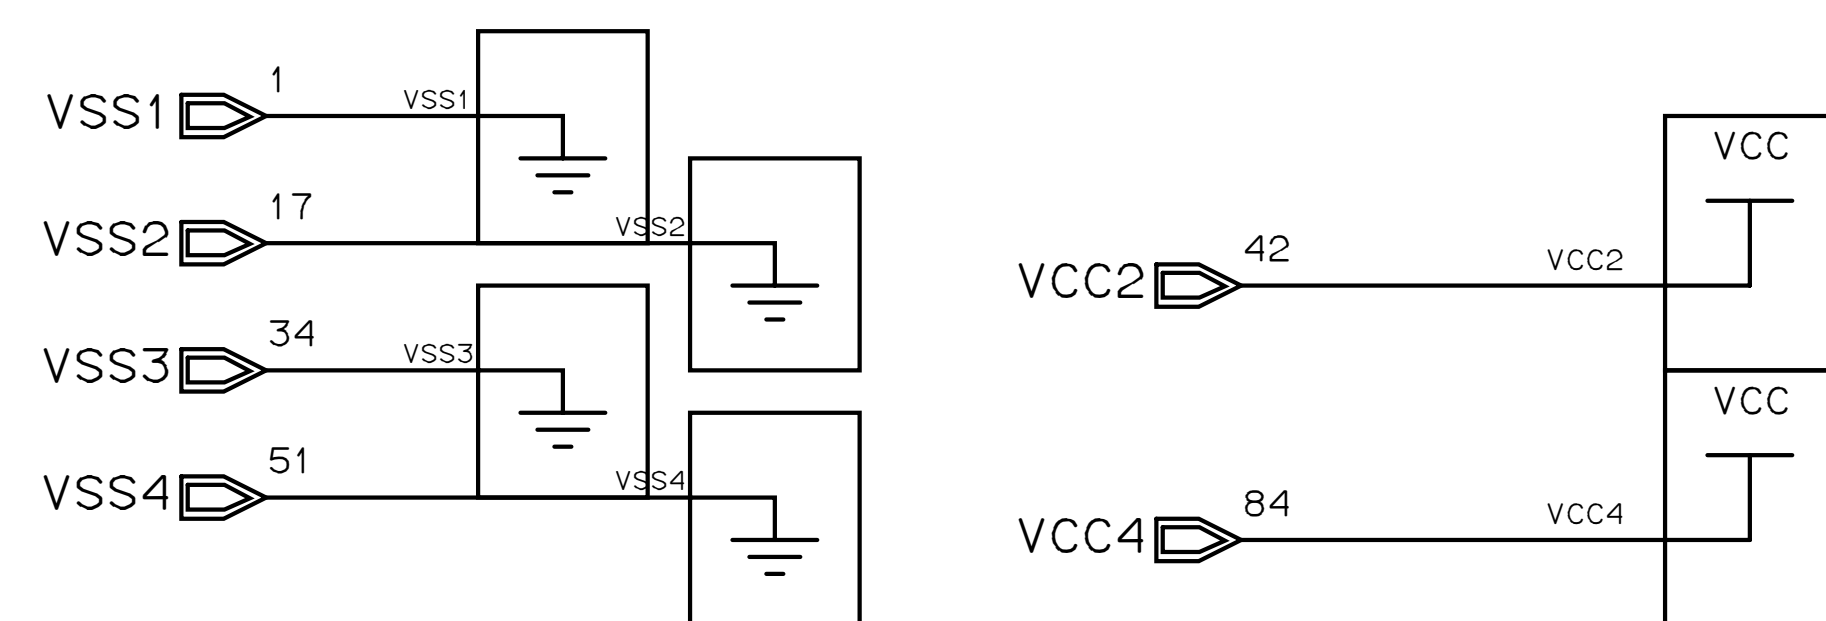 1
VSS1 VSS1
17
VSS2 VSS2
34
VSS3 VSS3
51
VSS4 VSS4
VCC
42
VCC2 VCC2
VCC
84
VCC4 VCC4